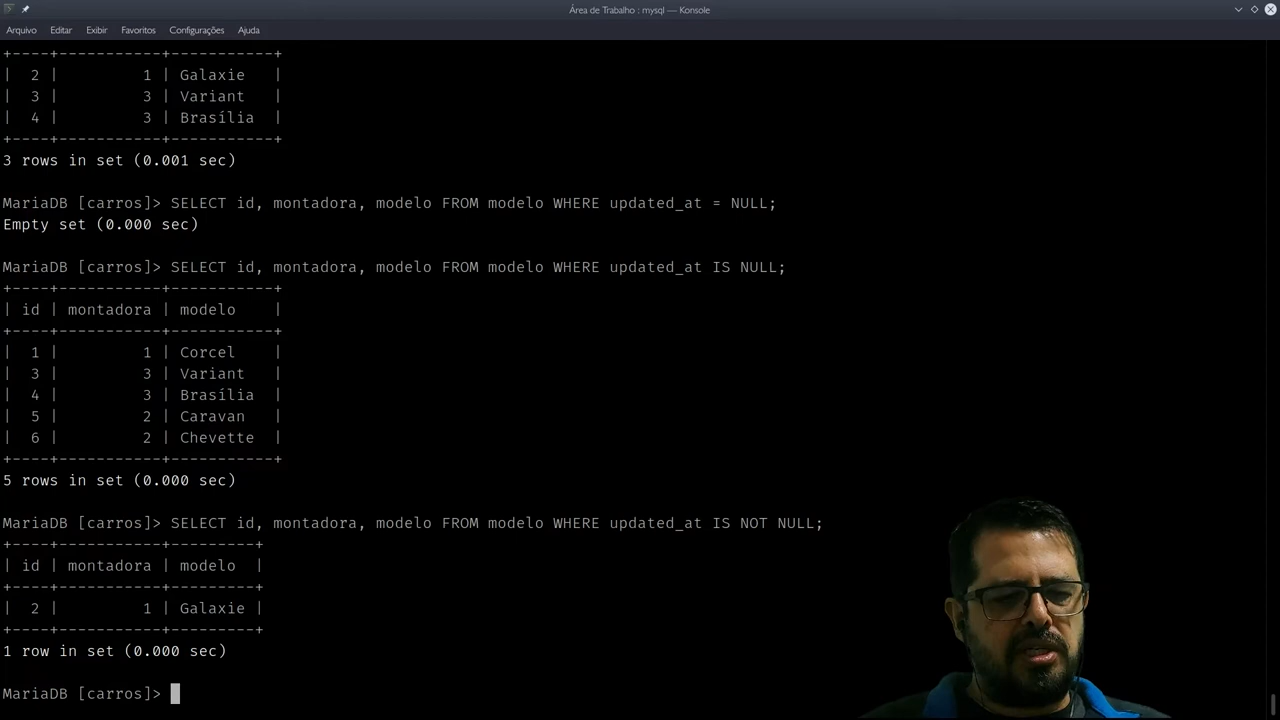 Área de Trabalho : mysql — Konsole
Arquivo Editar Exibir Favoritos Configurações Ajuda
+----+-----------+-----------+
|  2 |         1 | Galaxie   |
|  3 |         3 | Variant   |
|  4 |         3 | Brasília  |
+----+-----------+-----------+
3 rows in set (0.001 sec)
MariaDB [carros]> SELECT id, montadora, modelo FROM modelo WHERE updated_at = NULL;
Empty set (0.000 sec)
MariaDB [carros]> SELECT id, montadora, modelo FROM modelo WHERE updated_at IS NULL;
+----+-----------+-----------+
| id | montadora | modelo    |
+----+-----------+-----------+
|  1 |         1 | Corcel    |
|  3 |         3 | Variant   |
|  4 |         3 | Brasília  |
|  5 |         2 | Caravan   |
|  6 |         2 | Chevette  |
+----+-----------+-----------+
5 rows in set (0.000 sec)
MariaDB [carros]> SELECT id, montadora, modelo FROM modelo WHERE updated_at IS NOT NULL;
+----+-----------+---------+
| id | montadora | modelo  |
+----+-----------+---------+
|  2 |         1 | Galaxie |
+----+-----------+---------+
1 row in set (0.000 sec)
MariaDB [carros]>